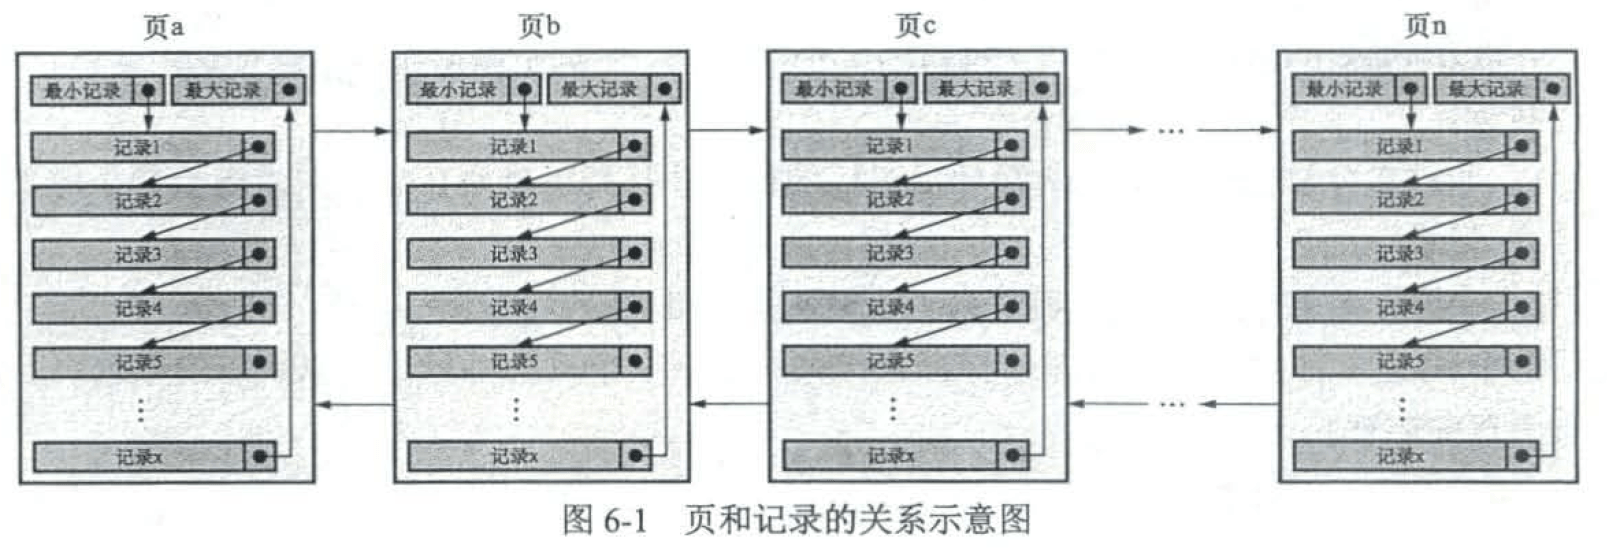 页a 页b 页c 页n
最小记录 最大记录 最小记录 最大记录 最小记录 最大记录 最小记录 最大记录
记录1 记录1 记录1 … 记录1
记录2 记录2 记录2 记录2
记录3 记录3 记录3 记录3
记录4 记录4 记录4 记录4
记录5 记录5 记录5 记录5
⋮ ⋮ ⋮ … ⋮
记录x 记录x 记录x 记录x
图 6-1 页和记录的关系示意图